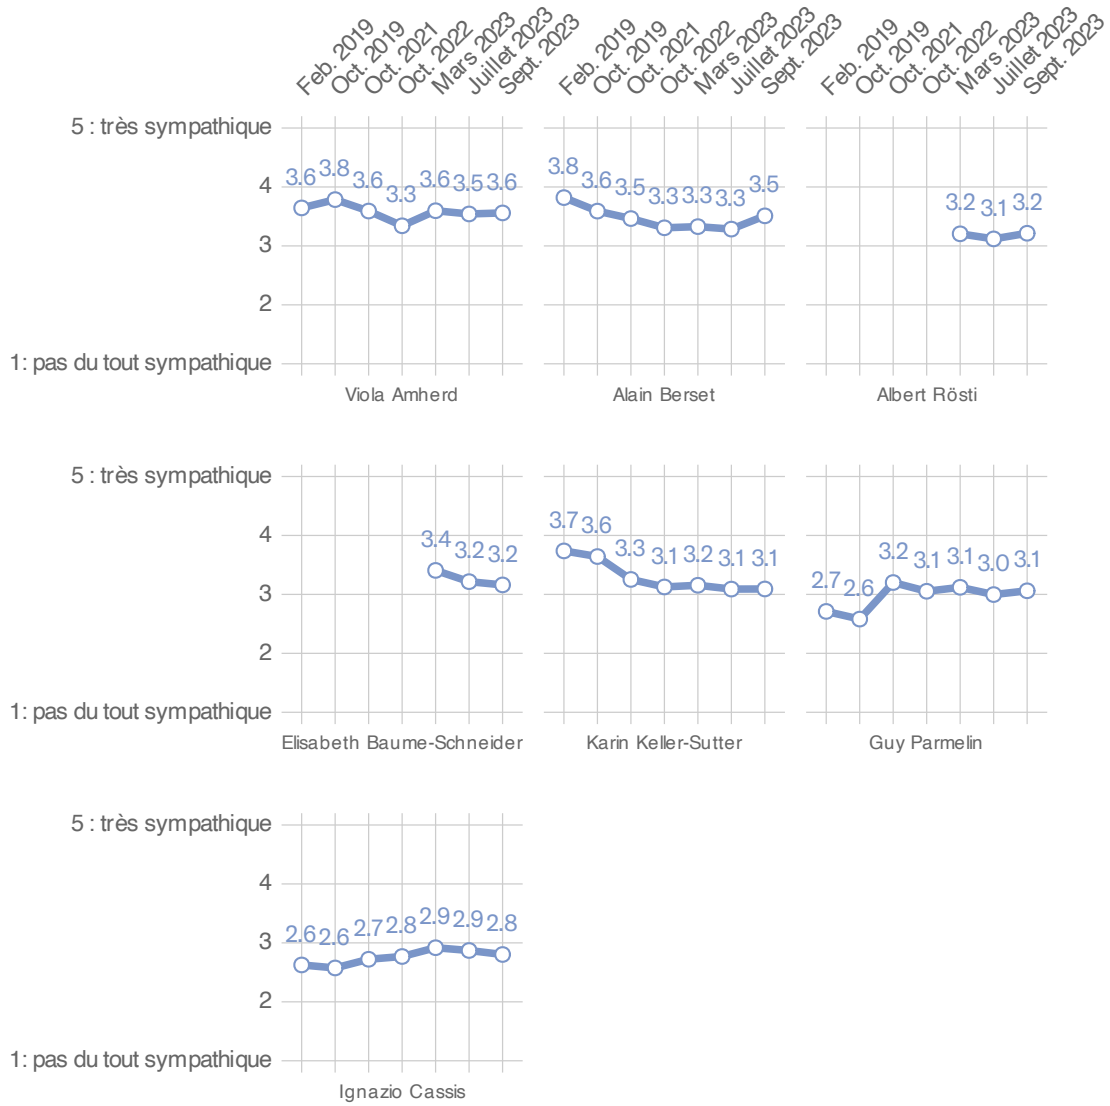 Feb. 2019 Oct. 2019 Oct. 2021 Oct. 2022 Mars 2023 Juillet 2023 Sept. 2023
Feb. 2019 Oct. 2019 Oct. 2021 Oct. 2022 Mars 2023 Juillet 2023 Sept. 2023
Feb. 2019 Oct. 2019 Oct. 2021 Oct. 2022 Mars 2023 Juillet 2023 Sept. 2023
5 : très sympathique
4
3
2
1: pas du tout sympathique
3.6 3.8 3.6 3.3 3.6 3.5 3.6
Viola Amherd
3.8 3.6 3.5 3.3 3.3 3.3 3.5
Alain Berset
3.2 3.1 3.2
Albert Rösti
5 : très sympathique
4
3
2
1: pas du tout sympathique
3.4 3.2 3.2
Elisabeth Baume-Schneider
3.7 3.6 3.3 3.1 3.2 3.1 3.1
Karin Keller-Sutter
2.7 2.6 3.2 3.1 3.1 3.0 3.1
Guy Parmelin
5 : très sympathique
4
3
2
1: pas du tout sympathique
2.6 2.6 2.7 2.8 2.9 2.9 2.8
Ignazio Cassis